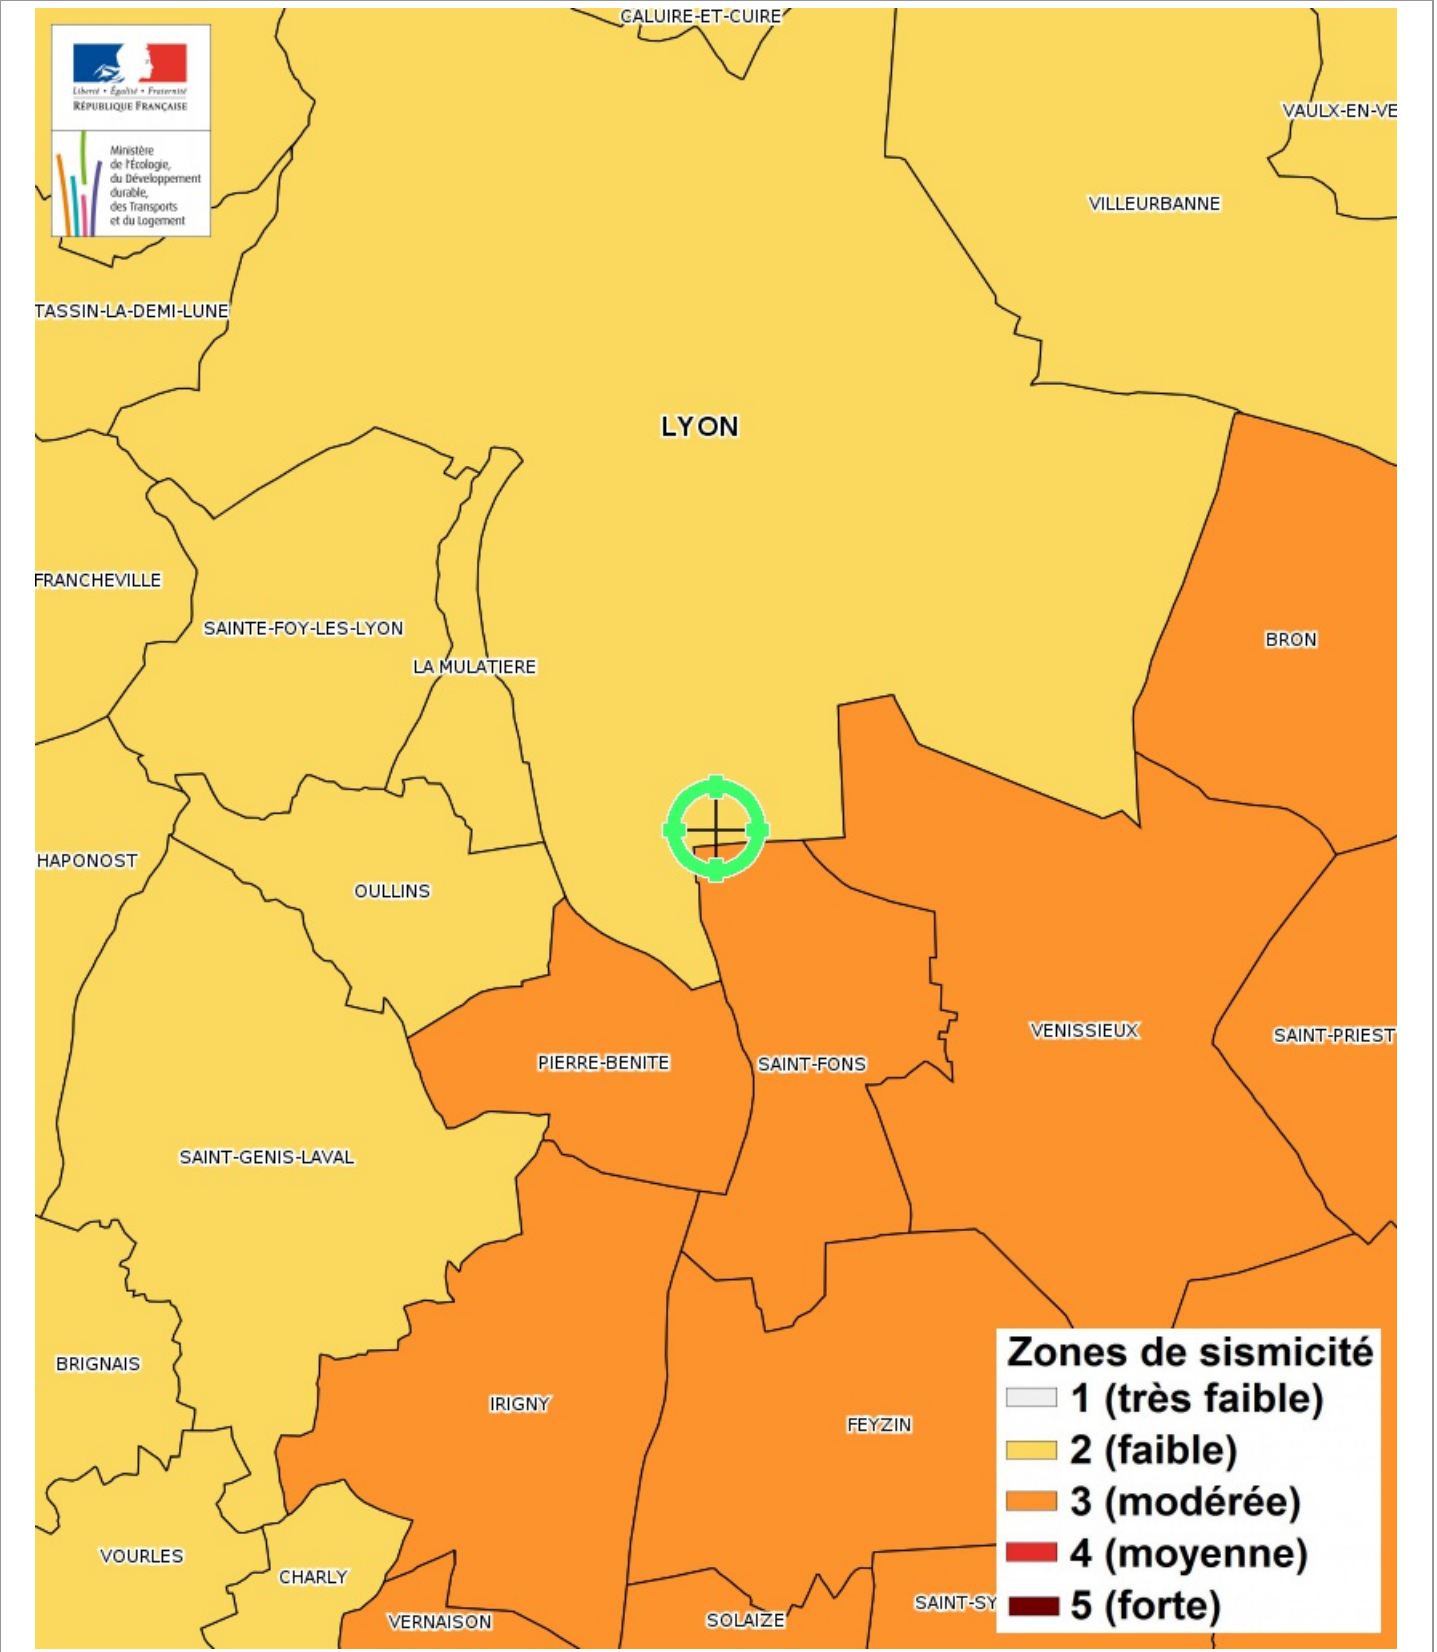 CALUIRE-ET-CUIRE
Liberté • Égalité • Fraternité
RÉPUBLIQUE FRANÇAISE
VAULX-EN-VE
Ministère
de l'Écologie,
du Développement
durable,
des Transports
et du Logement
VILLEURBANNE
TASSIN-LA-DEMI-LUNE
LYON
FRANCHEVILLE
SAINTE-FOY-LES-LYON
BRON
LA MULATIERE
HAPONOST
OULLINS
VENISSIEUX
SAINT-PRIEST
PIERRE-BENITE
SAINT-FONS
SAINT-GENIS-LAVAL
BRIGNAIS
IRIGNY
FEYZIN
VOURLES
CHARLY
VERNAISON
SOLAIZE
SAINT-SY
Zones de sismicité
1 (très faible)
2 (faible)
3 (modérée)
4 (moyenne)
5 (forte)